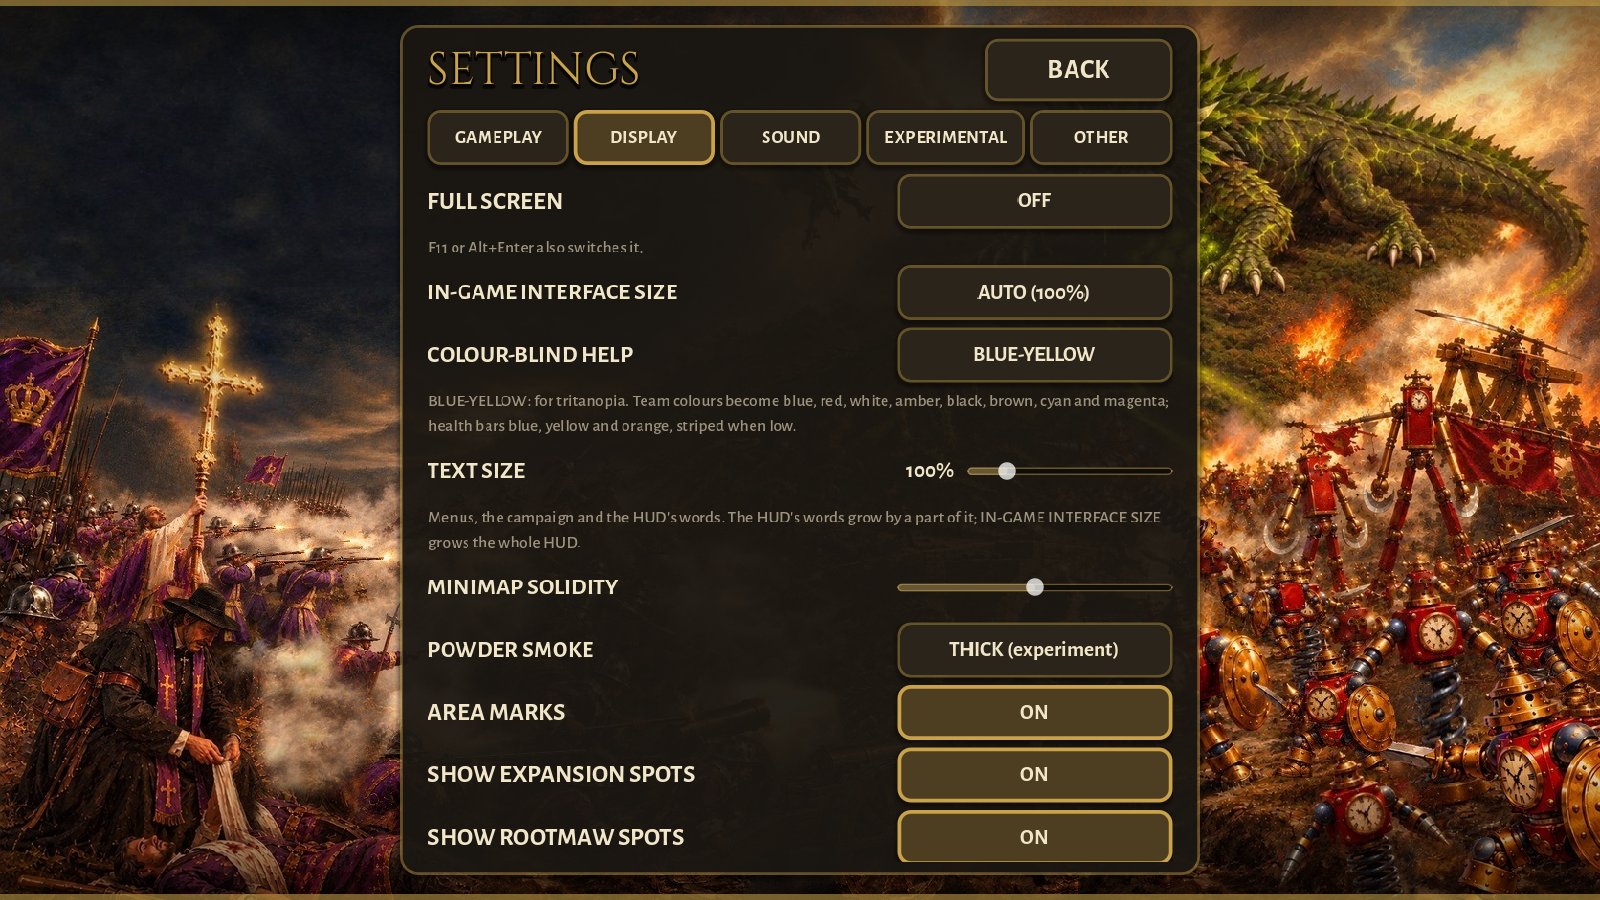 SETTINGS
BACK
GAMEPLAY
DISPLAY
SOUND
EXPERIMENTAL
OTHER
FULL SCREEN
OFF
F11 or Alt+Enter also switches it.
IN-GAME INTERFACE SIZE
AUTO (100%)
COLOUR-BLIND HELP
BLUE-YELLOW
BLUE-YELLOW: for tritanopia. Team colours become blue, red, white, amber, black, brown, cyan and magenta;
health bars blue, yellow and orange, striped when low.
TEXT SIZE
100%
Menus, the campaign and the HUD's words. The HUD's words grow by a part of it; IN-GAME INTERFACE SIZE
grows the whole HUD.
MINIMAP SOLIDITY
POWDER SMOKE
THICK (experiment)
AREA MARKS
ON
SHOW EXPANSION SPOTS
ON
SHOW ROOTMAW SPOTS
ON